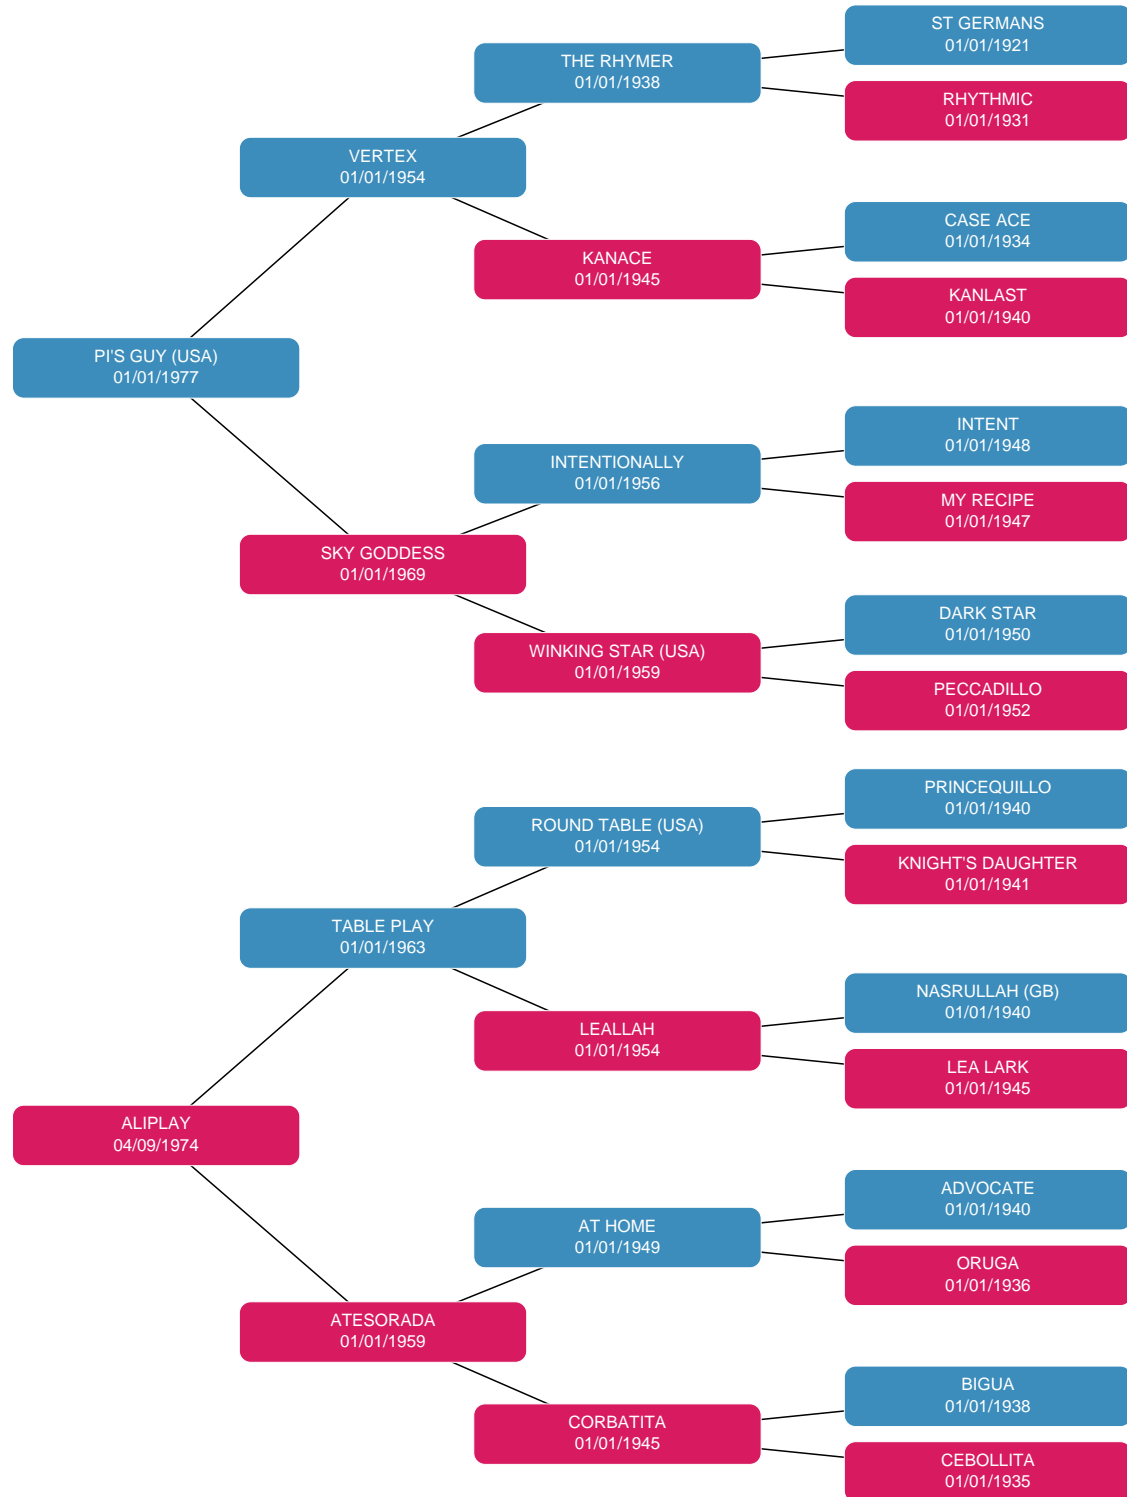 ST GERMANS
01/01/1921
THE RHYMER
01/01/1938
RHYTHMIC
01/01/1931
VERTEX
01/01/1954
CASE ACE
01/01/1934
KANACE
01/01/1945
KANLAST
01/01/1940
PI'S GUY (USA)
01/01/1977
INTENT
01/01/1948
INTENTIONALLY
01/01/1956
MY RECIPE
01/01/1947
SKY GODDESS
01/01/1969
DARK STAR
01/01/1950
WINKING STAR (USA)
01/01/1959
PECCADILLO
01/01/1952
PRINCEQUILLO
01/01/1940
ROUND TABLE (USA)
01/01/1954
KNIGHT'S DAUGHTER
01/01/1941
TABLE PLAY
01/01/1963
NASRULLAH (GB)
01/01/1940
LEALLAH
01/01/1954
LEA LARK
01/01/1945
ALIPLAY
04/09/1974
ADVOCATE
01/01/1940
AT HOME
01/01/1949
ORUGA
01/01/1936
ATESORADA
01/01/1959
BIGUA
01/01/1938
CORBATITA
01/01/1945
CEBOLLITA
01/01/1935